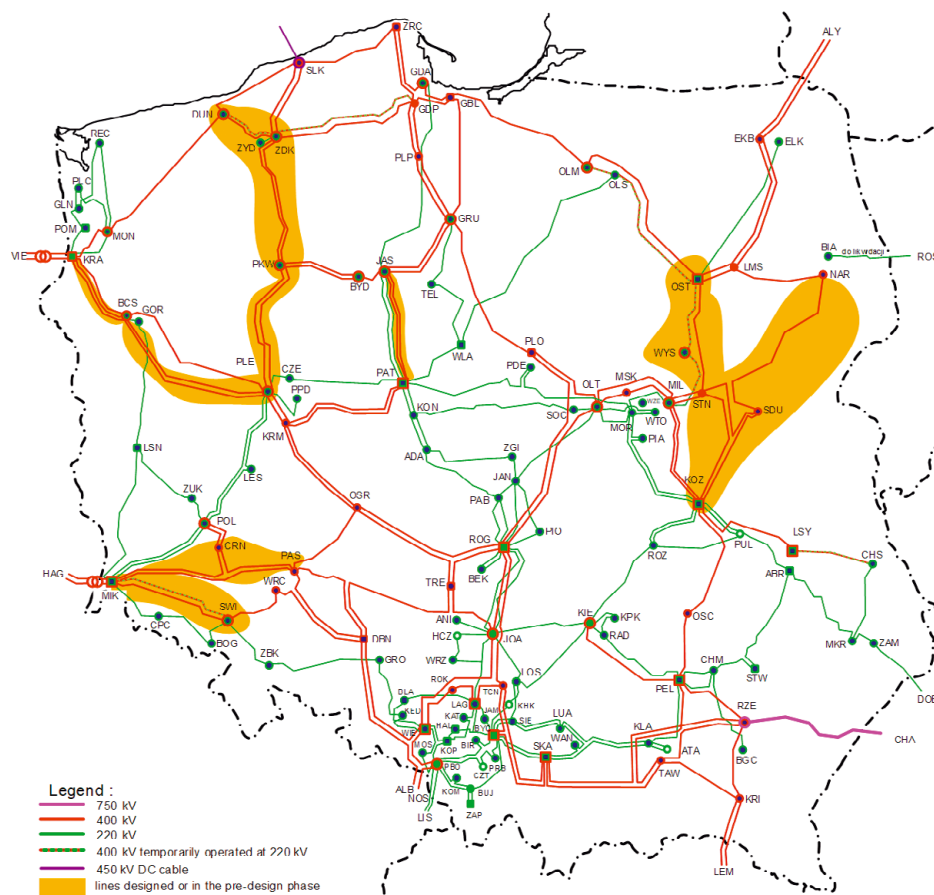 ZRC
ALY
SLK
GDA
GBL
GDP
DUN
REC
ZYD
ZDK
EKB
ELK
PLP
OLM
OLS
PLC
GLN
GRU
POM
MON
BIA
do likwidacji
ROS
VIE
KRA
PKW
JAS
LMS
NAR
BYD
TEL
OST
BCS
GOR
PLO
WYS
WLA
PLE
CZE
PAT
PDE
MSK
MIL
PPD
OLT
STN
WZE
SOC
SDU
KON
MOR
WTO
KRM
PIA
LSN
ADA
ZGI
LES
JAN
KOZ
ZUK
OGR
PAB
POL
PIO
LSY
ROG
PUL
CRN
PAS
ROZ
CHS
HAG
BEK
ABR
MIK
WRC
TRE
SWI
KIE
KPK
OSC
CPC
ANI
BOG
DBN
HCZ
JOA
RAD
MKR
ZAM
ZBK
GRO
WRZ
LOS
CHM
ROK
TCN
PEL
STW
DOB
BLA
LAG
KHK
RZE
KED
KAT
JAM
SIE
LUA
KLA
WIE
HAL
BYC
CHA
MOS
KOP
BIR
WAN
SKA
ATA
BGC
PBO
PRB
TAW
CZT
ALB
NOS
KOM
BUJ
KRI
LIS
ZAP
LEM
Legend :
750 kV
400 kV
220 kV
400 kV temporarily operated at 220 kV
450 kV DC cable
lines designed or in the pre-design phase